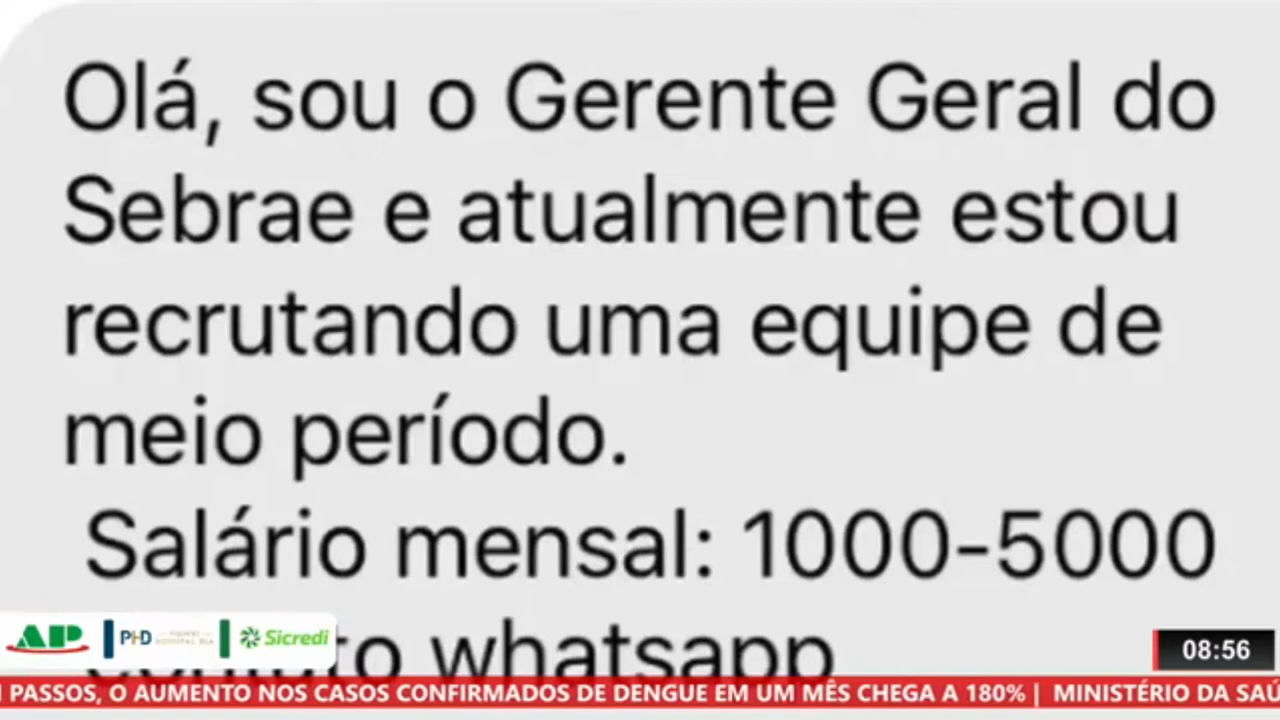 Olá, sou o Gerente Geral do
Sebrae e atualmente estou
recrutando uma equipe de
meio período.
Salário mensal: 1000-5000
whatsapp
AP PHD Sicredi
08:56
PASSOS, O AUMENTO NOS CASOS CONFIRMADOS DE DENGUE EM UM MÊS CHEGA A 180% | MINISTÉRIO DA SAÚ